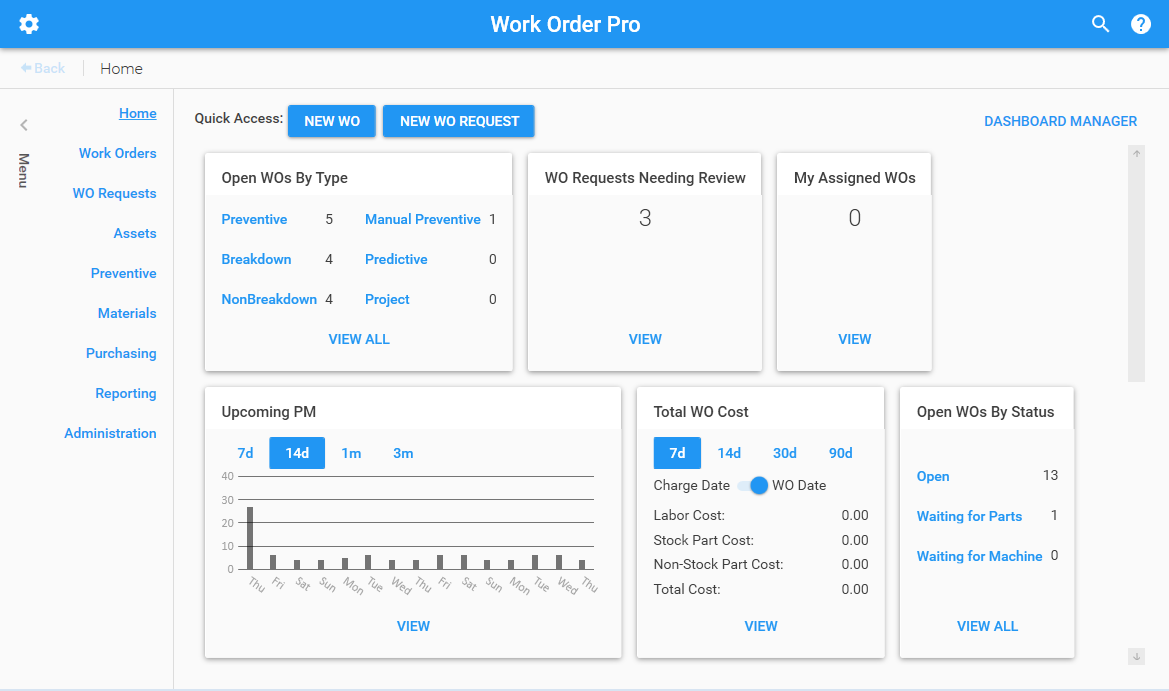 Work Order Pro
Back
Home
Menu
Home
Work Orders
WO Requests
Assets
Preventive
Materials
Purchasing
Reporting
Administration
Quick Access: NEW WO NEW WO REQUEST
DASHBOARD MANAGER
Open WOs By Type
Preventive 5 Manual Preventive 1
Breakdown 4 Predictive 0
NonBreakdown 4 Project 0
VIEW ALL
WO Requests Needing Review
3
VIEW
My Assigned WOs
0
VIEW
Upcoming PM
7d 14d 1m 3m
40
30
20
10
0
Thu Fri Sat Sun Mon Tue Wed Thu Fri Sat Sun Mon Tue Wed Thu
VIEW
Total WO Cost
7d 14d 30d 90d
Charge Date WO Date
Labor Cost: 0.00
Stock Part Cost: 0.00
Non-Stock Part Cost: 0.00
Total Cost: 0.00
VIEW
Open WOs By Status
Open 13
Waiting for Parts 1
Waiting for Machine 0
VIEW ALL